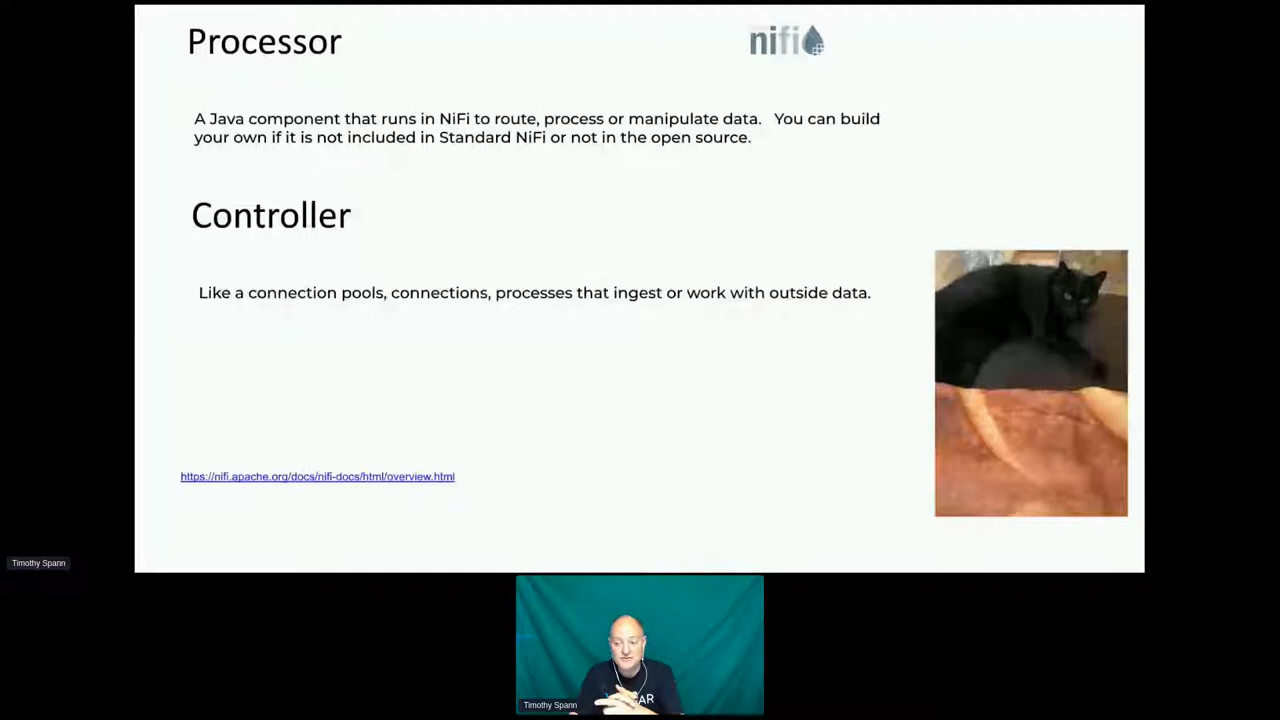 Processor
nifi
A Java component that runs in NiFi to route, process or manipulate data. You can build
your own if it is not included in Standard NiFi or not in the open source.
Controller
Like a connection pools, connections, processes that ingest or work with outside data.
https://nifi.apache.org/docs/nifi-docs/html/overview.html
Timothy Spann
AR
Timothy Spann